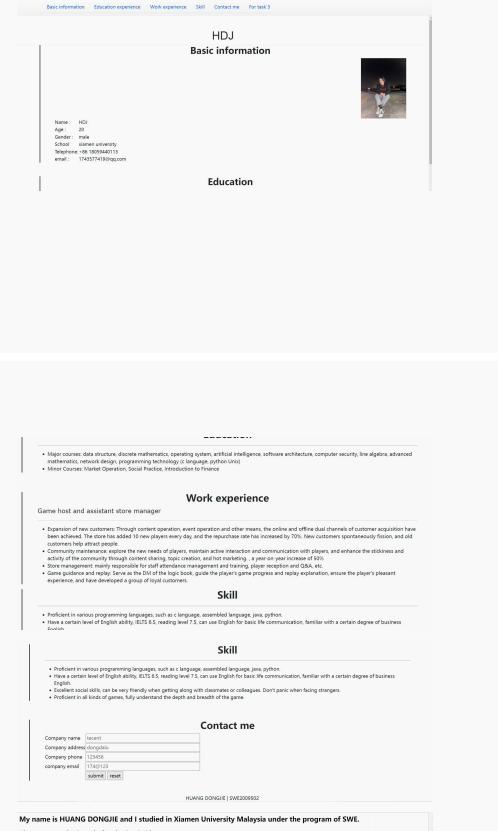 Basic information Education experience Work experience Skill Contact me For task 3
HDJ
Basic information
Name : HDJ
Age : 20
Gender : male
School xiamen university
Telephone: +86 18059440115
email : 1743577419@qq.com
Education
Education
Major courses: data structure, discrete mathematics, operating system, artificial intelligence, software architecture, computer security, line algebra, advanced
mathematics, network design, programming technology (c language, python Unix)
Minor Courses: Market Operation, Social Practice, Introduction to Finance
Work experience
Game host and assistant store manager
Expansion of new customers: Through content operation, event operation and other means, the online and offline dual channels of customer acquisition have
been achieved. The store has added 10 new players every day, and the repurchase rate has increased by 70%. New customers spontaneously fission, and old
customers help attract people.
Community maintenance: explore the new needs of players, maintain active interaction and communication with players, and enhance the stickiness and
activity of the community through content sharing, topic creation, and hot marketing. , a year-on-year increase of 50%
Store management: mainly responsible for staff attendance management and training, player reception and Q&A, etc.
Game guidance and replay: Serve as the DM of the logic book, guide the player's game progress and replay explanation, ensure the player's pleasant
experience, and have developed a group of loyal customers.
Skill
Proficient in various programming languages, such as c language, assembled language, java, python.
Have a certain level of English ability, IELTS 6.5, reading level 7.5, can use English for basic life communication, familiar with a certain degree of business
English.
Skill
Proficient in various programming languages, such as c language, assembled language, java, python.
Have a certain level of English ability, IELTS 6.5, reading level 7.5, can use English for basic life communication, familiar with a certain degree of business
English.
Excellent social skills, can be very friendly when getting along with classmates or colleagues. Don't panic when facing strangers.
Proficient in all kinds of games, fully understand the depth and breadth of the game
Contact me
Company name tecent
Company address dongdalu
Company phone 123456
company email 174@123
submit reset
HUANG DONGJIE | SWE2009502
My name is HUANG DONGJIE and I studied in Xiamen University Malaysia under the program of SWE.